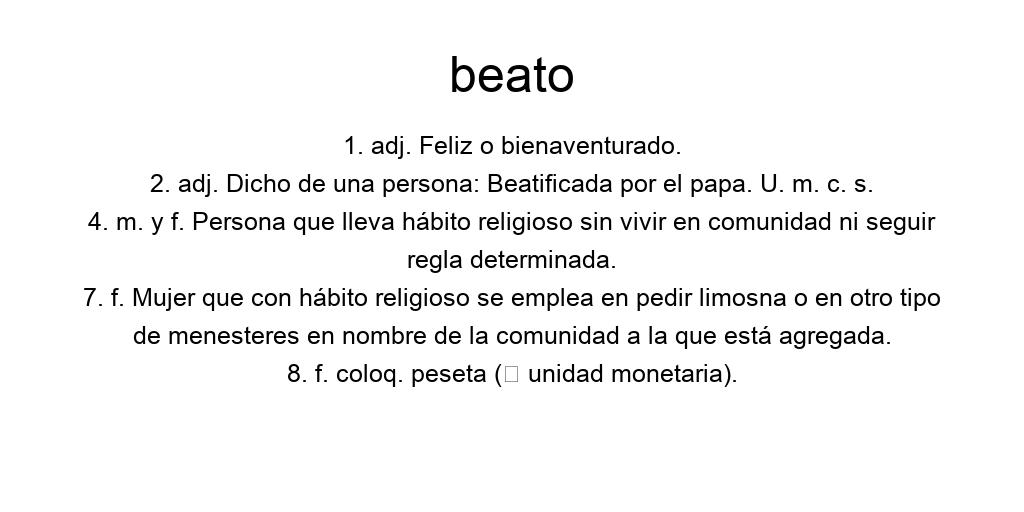 beato
1. adj. Feliz o bienaventurado.
2. adj. Dicho de una persona: Beatificada por el papa. U. m. c. s.
4. m. y f. Persona que lleva hábito religioso sin vivir en comunidad ni seguir
regla determinada.
7. f. Mujer que con hábito religioso se emplea en pedir limosna o en otro tipo
de menesteres en nombre de la comunidad a la que está agregada.
8. f. coloq. peseta (▯ unidad monetaria).